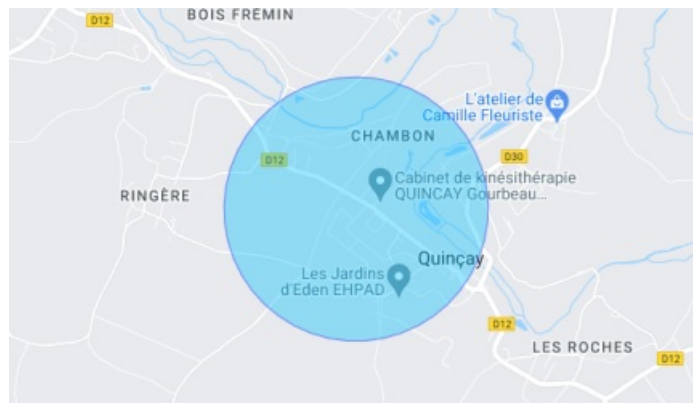 BOIS FREMIN
D12
L'atelier de
Camille Fleuriste
CHAMBON
D12
D30
Cabinet de kinésithérapie
QUINCAY Gourbeau...
RINGÈRE
Quinçay
Les Jardins
d'Eden EHPAD
D12
LES ROCHES
D12